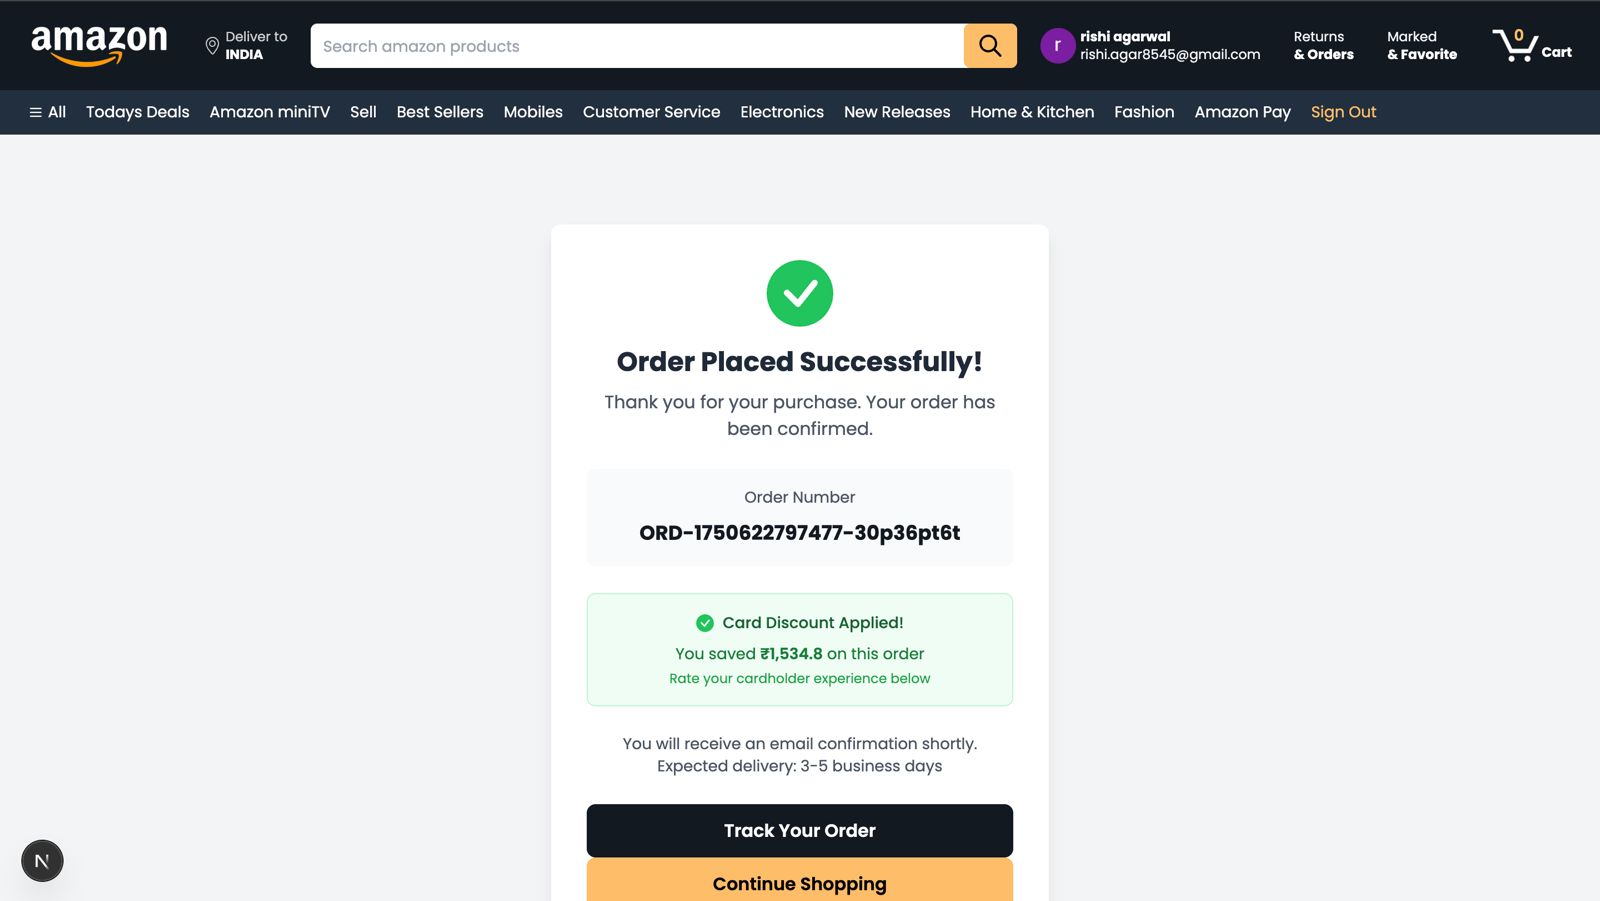 amazon
Deliver to
INDIA
Search amazon products
r
rishi agarwal
rishi.agar8545@gmail.com
Returns
& Orders
Marked
& Favorite
0
Cart
All
Todays Deals
Amazon miniTV
Sell
Best Sellers
Mobiles
Customer Service
Electronics
New Releases
Home & Kitchen
Fashion
Amazon Pay
Sign Out
Order Placed Successfully!
Thank you for your purchase. Your order has
been confirmed.
Order Number
ORD-1750622797477-30p36pt6t
Card Discount Applied!
You saved ₹1,534.8 on this order
Rate your cardholder experience below
You will receive an email confirmation shortly.
Expected delivery: 3-5 business days
Track Your Order
Continue Shopping
N